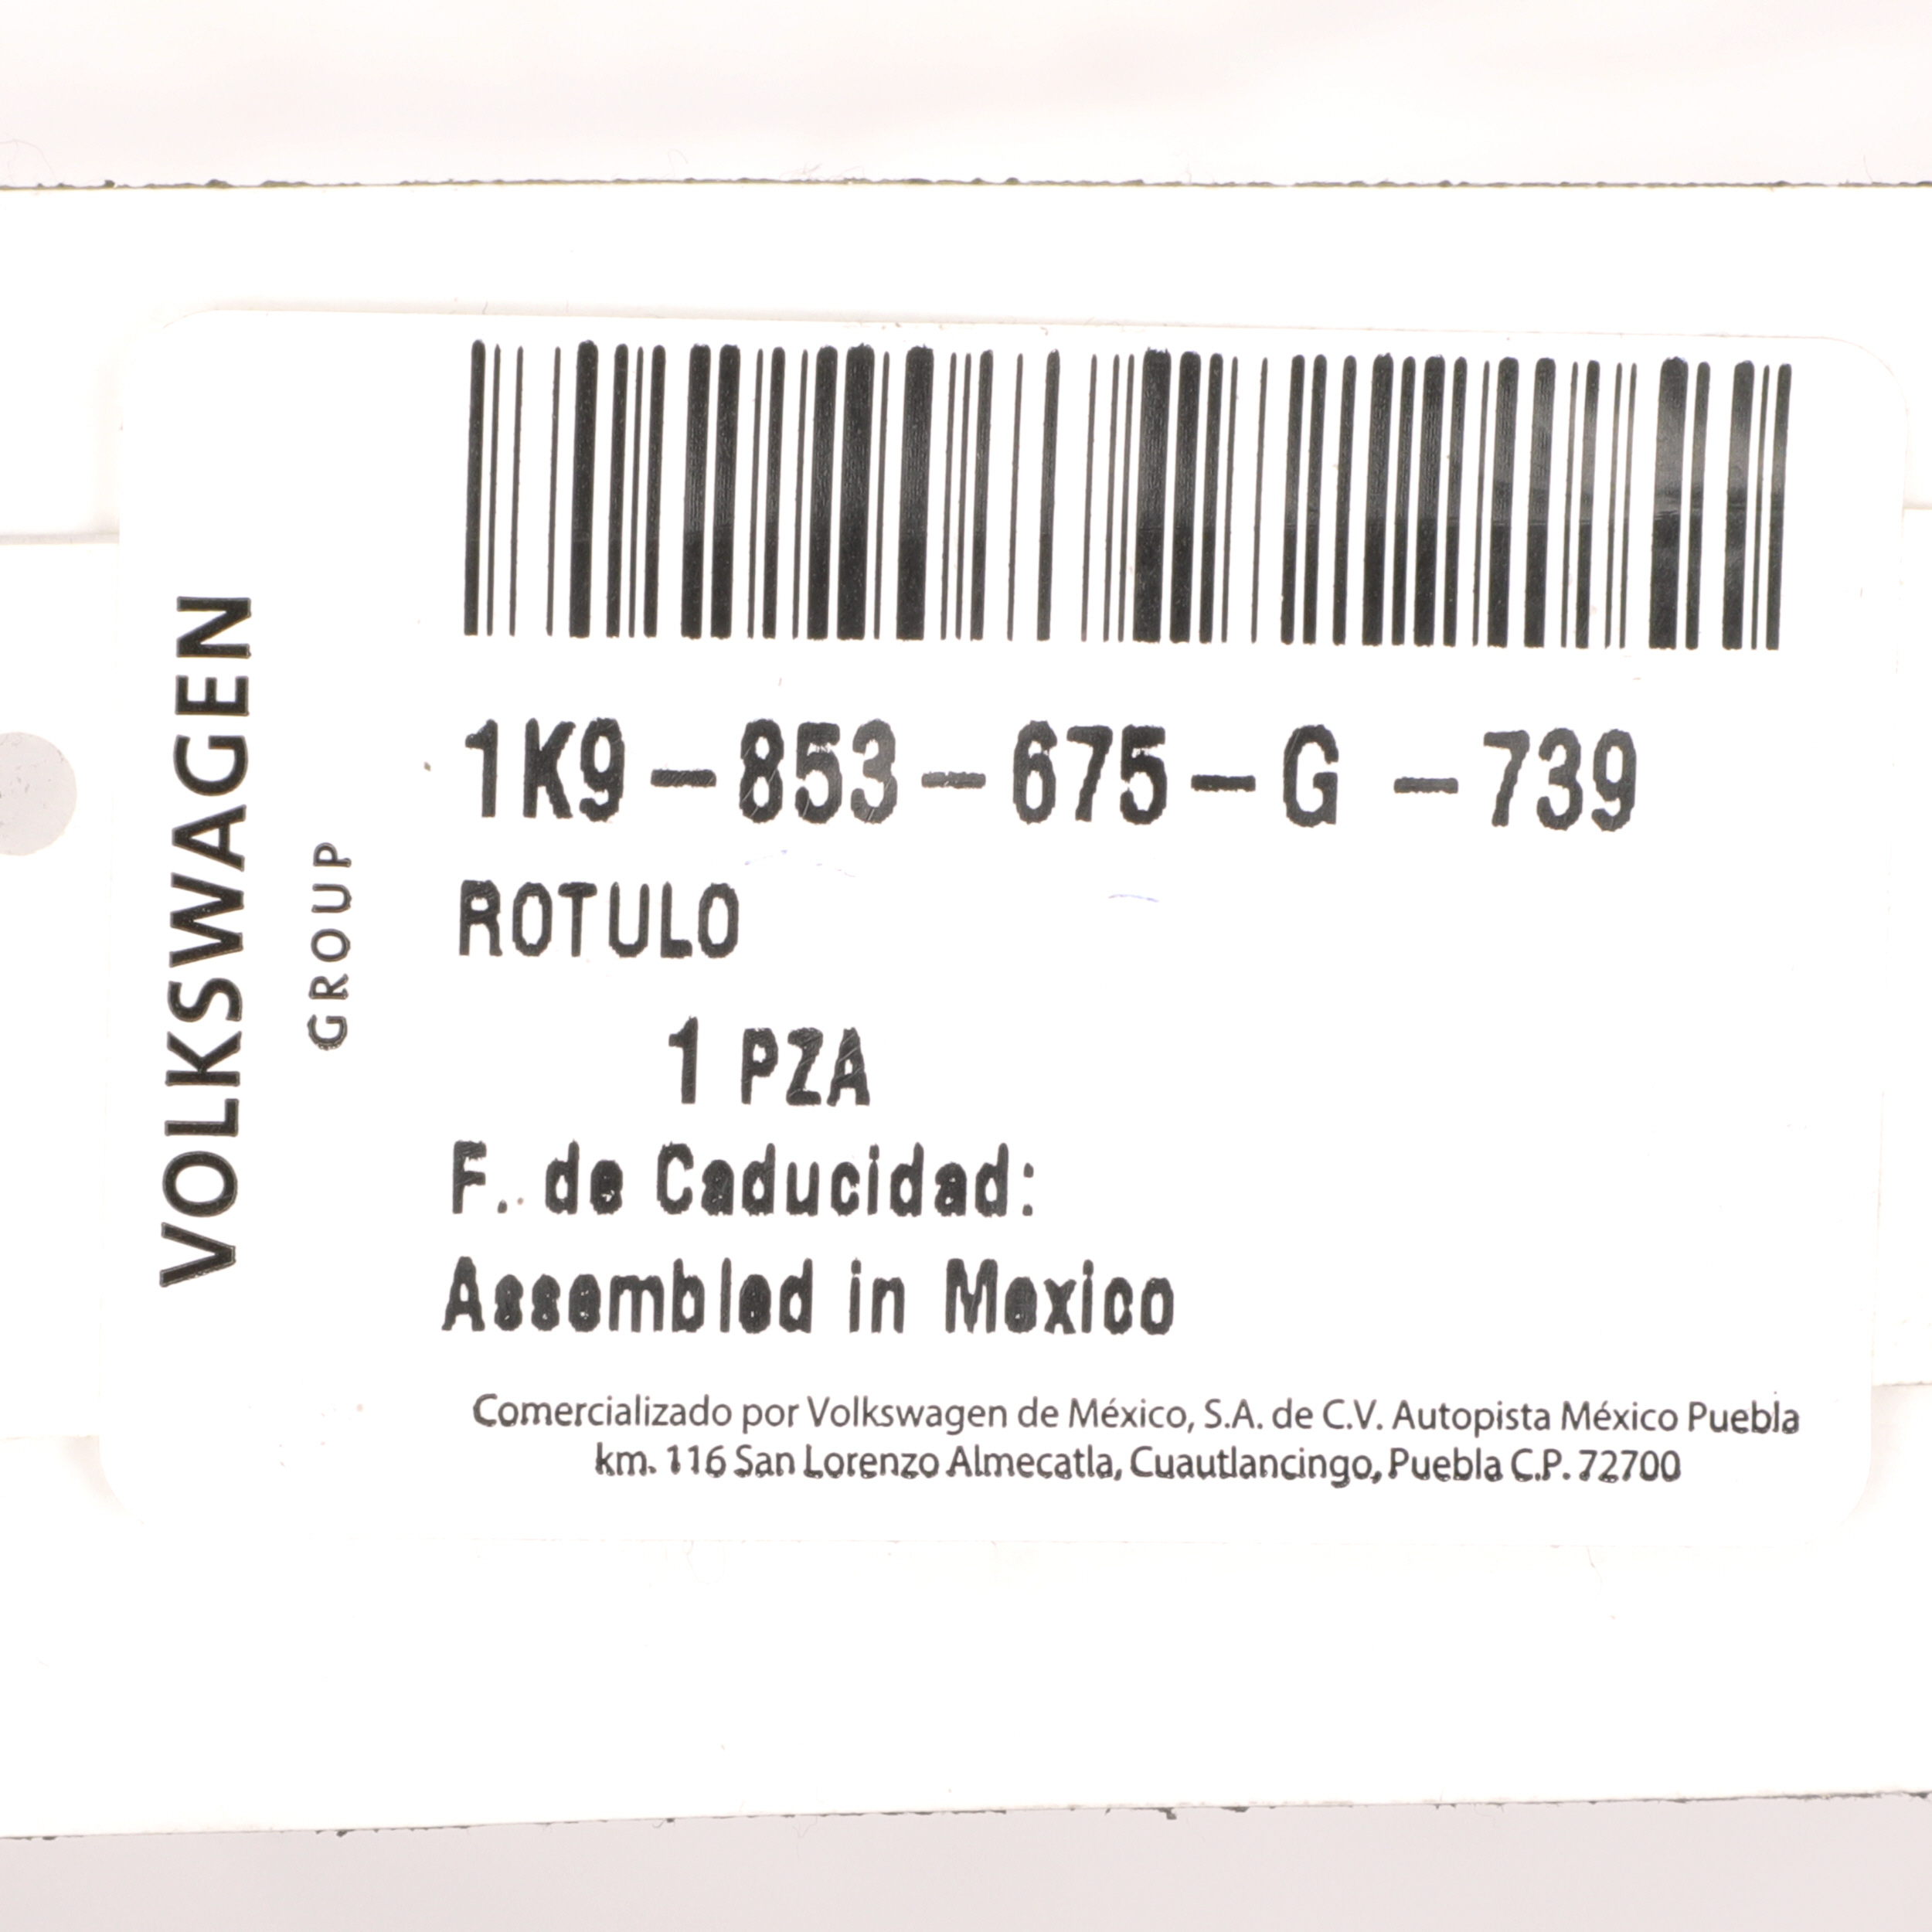 VOLKSWAGEN
GROUP
1K9-853-675-G -739
ROTULO
1 PZA
F. de Caducidad:
Assembled in Mexico
Comercializado por Volkswagen de México, S.A. de C.V. Autopista México Puebla
km. 116 San Lorenzo Almecatla, Cuautlancingo, Puebla C.P. 72700